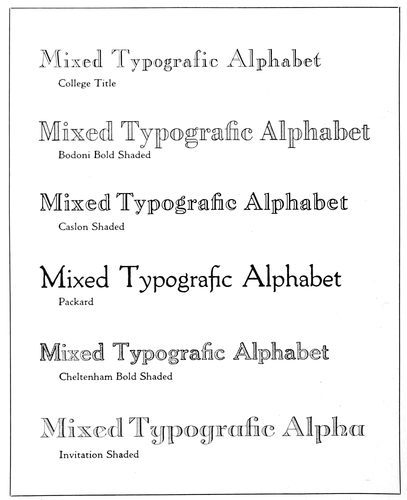 Mixed Typografic Alphabet
College Title
Mixed Typografic Alphabet
Bodoni Bold Shaded
Mixed Typografic Alphabet
Caslon Shaded
Mixed Typografic Alphabet
Packard
Mixed Typografic Alphabet
Cheltenham Bold Shaded
Mixed Typografic Alpha
Invitation Shaded